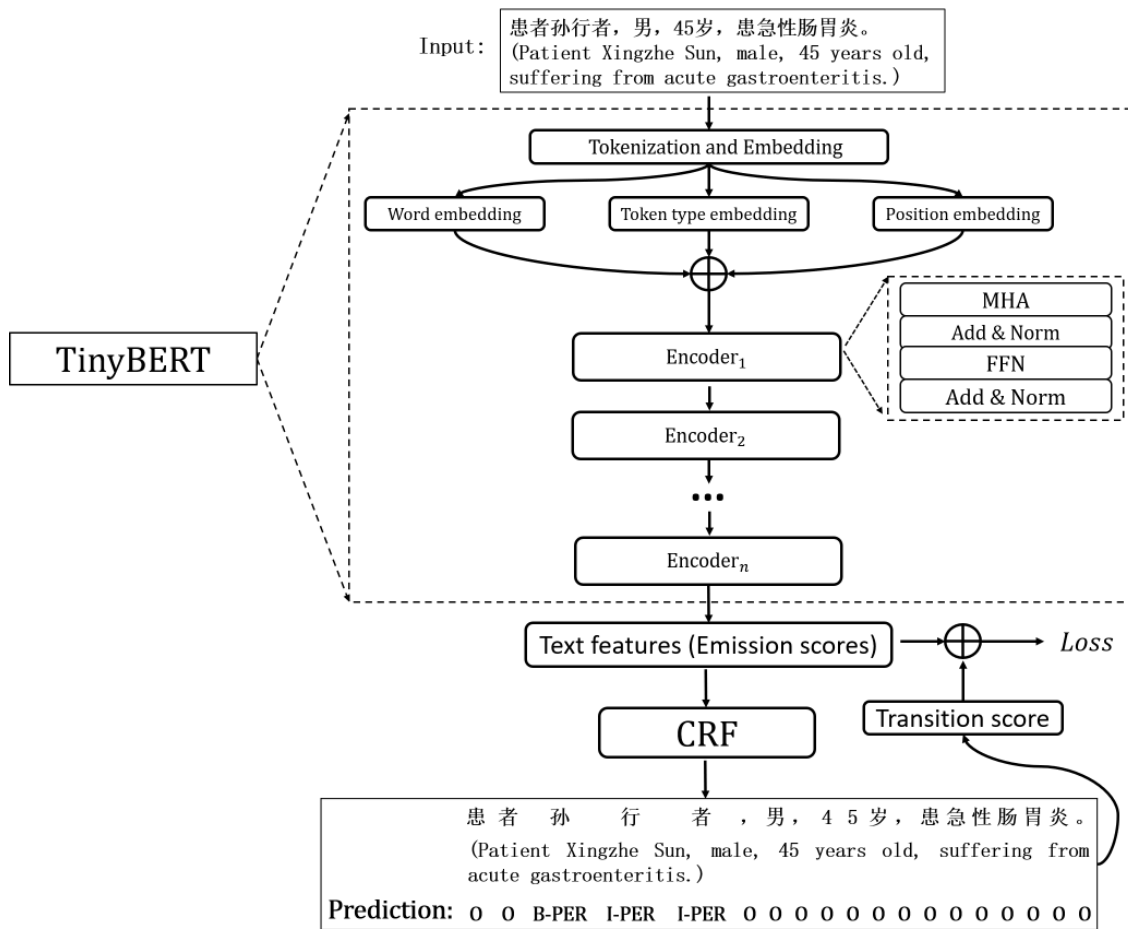 Input:
患者孙行者，男，45岁，患急性肠胃炎。
(Patient Xingzhe Sun, male, 45 years old,
suffering from acute gastroenteritis.)
Tokenization and Embedding
Word embedding
Token type embedding
Position embedding
TinyBERT
MHA
Add & Norm
FFN
Add & Norm
Encoder₁
Encoder₂
...
Encoderₙ
Text features (Emission scores)
Loss
CRF
Transition score
患 者 孙 行 者 ，男，4 5岁，患急性肠胃炎。
(Patient Xingzhe Sun, male, 45 years old, suffering from
acute gastroenteritis.)
Prediction: O O B-PER I-PER I-PER O O O O O O O O O O O O O O